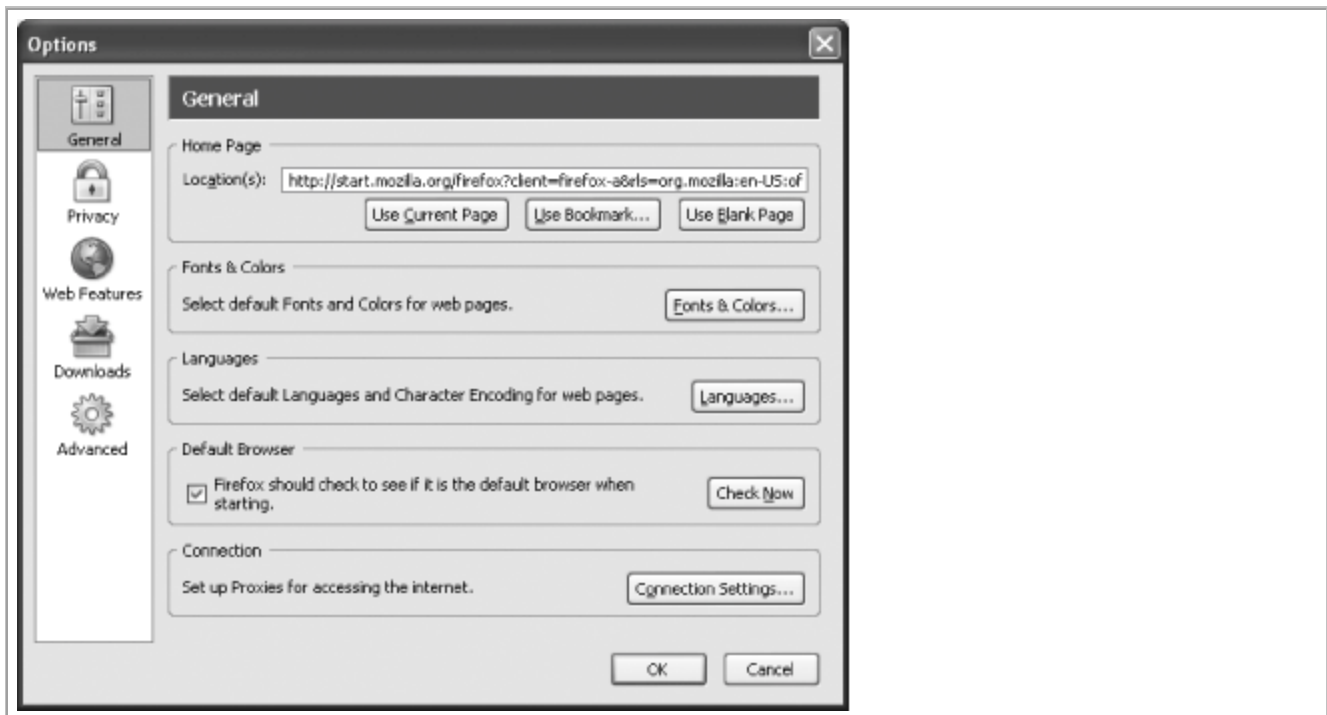 Options
General
Privacy
Web Features
Downloads
Advanced
General
Home Page
Location(s): http://start.mozilla.org/firefox?client=firefox-a&rls=org.mozilla:en-US:of
Use Current Page Use Bookmark... Use Blank Page
Fonts & Colors
Select default Fonts and Colors for web pages. Fonts & Colors...
Languages
Select default Languages and Character Encoding for web pages. Languages...
Default Browser
Firefox should check to see if it is the default browser when
starting. Check Now
Connection
Set up Proxies for accessing the internet. Connection Settings...
OK Cancel